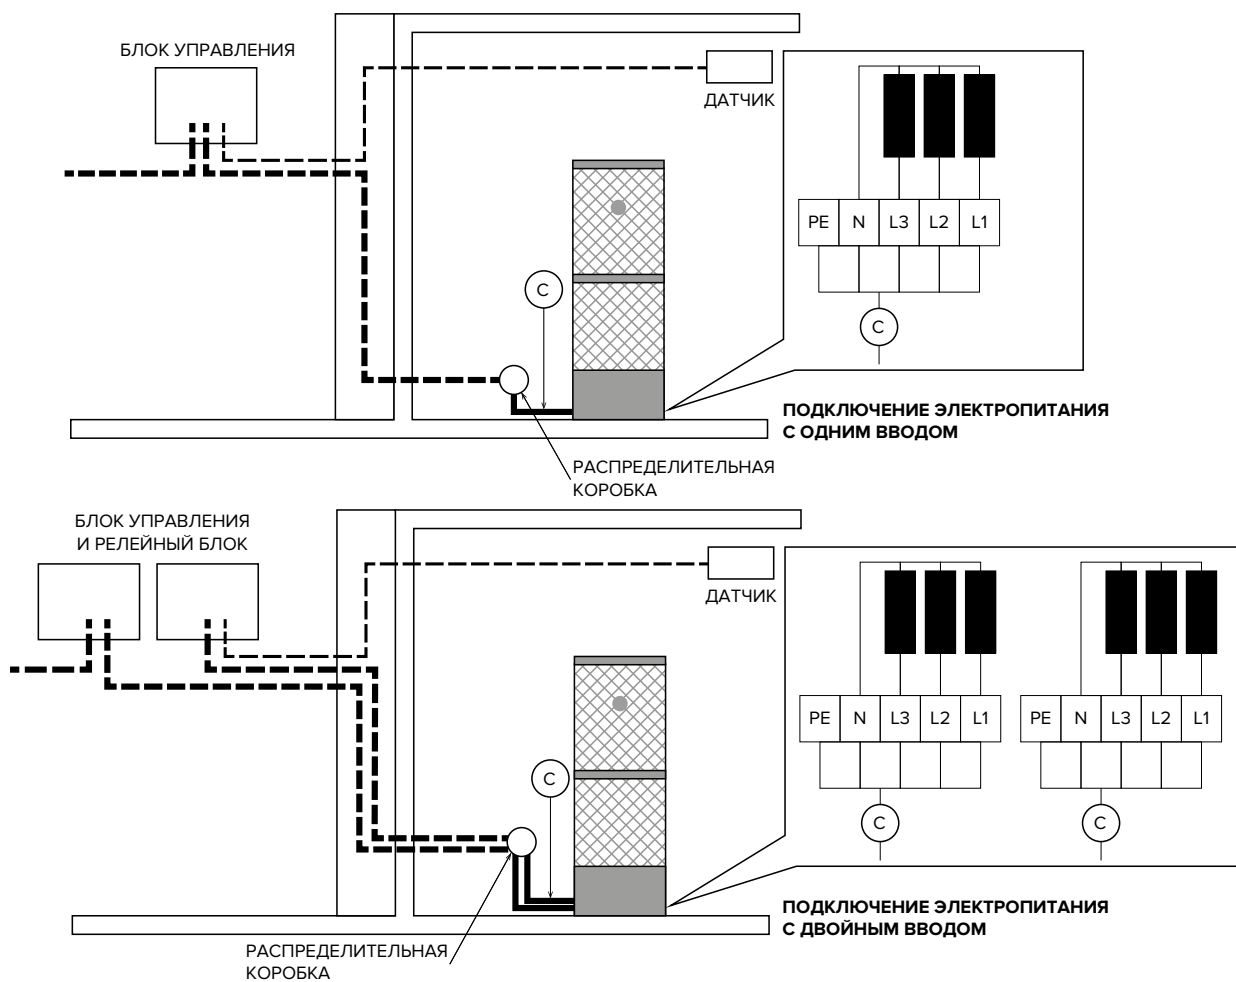 БЛОК УПРАВЛЕНИЯ
ДАТЧИК
PE N L3 L2 L1
C
C
ПОДКЛЮЧЕНИЕ ЭЛЕКТРОПИТАНИЯ
С ОДНИМ ВВОДОМ
РАСПРЕДЕЛИТЕЛЬНАЯ
КОРОБКА
БЛОК УПРАВЛЕНИЯ
И РЕЛЕЙНЫЙ БЛОК
ДАТЧИК
PE N L3 L2 L1
PE N L3 L2 L1
C
C
C
ПОДКЛЮЧЕНИЕ ЭЛЕКТРОПИТАНИЯ
С ДВОЙНЫМ ВВОДОМ
РАСПРЕДЕЛИТЕЛЬНАЯ
КОРОБКА